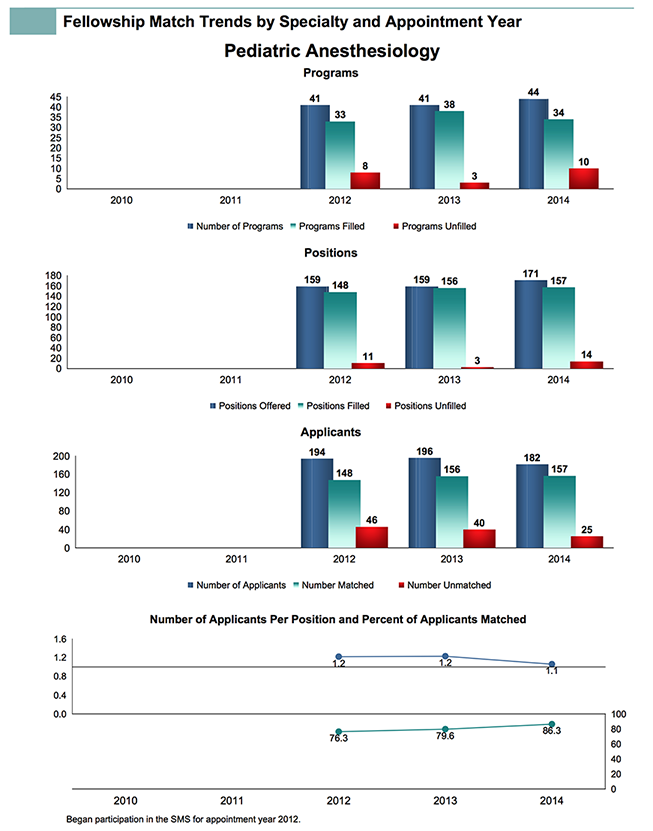 Fellowship Match Trends by Specialty and Appointment Year
Pediatric Anesthesiology
Programs
45
40
35
30
25
20
15
10
5
0
41 33 8
41 38 3
44 34 10
2010 2011 2012 2013 2014
Number of Programs Programs Filled Programs Unfilled
Positions
180
160
140
120
100
80
60
40
20
0
159 148 11
159 156 3
171 157 14
2010 2011 2012 2013 2014
Positions Offered Positions Filled Positions Unfilled
Applicants
200
160
120
80
40
0
194 148 46
196 156 40
182 157 25
2010 2011 2012 2013 2014
Number of Applicants Number Matched Number Unmatched
Number of Applicants Per Position and Percent of Applicants Matched
1.6
1.2
0.8
0.4
0.0
1.2 1.2 1.1
100
80
60
40
20
0
76.3 79.6 86.3
2010 2011 2012 2013 2014
Began participation in the SMS for appointment year 2012.